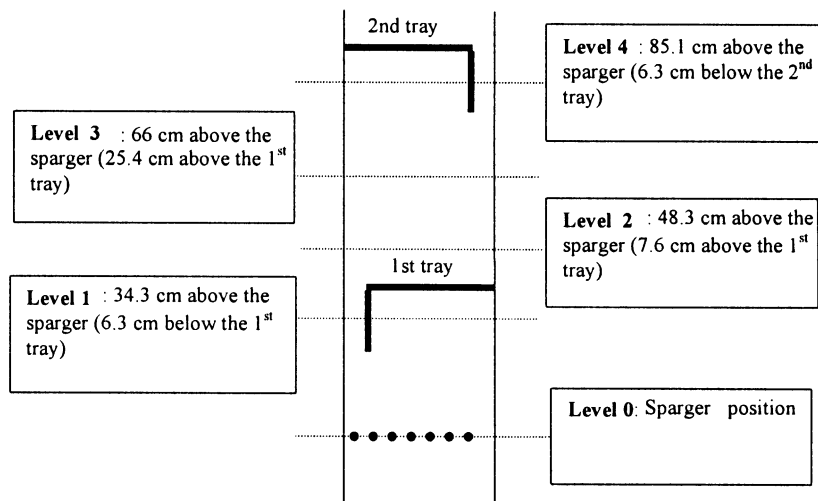 2nd tray
Level 4 : 85.1 cm above the
sparger (6.3 cm below the 2nd
tray)
Level 3 : 66 cm above the
sparger (25.4 cm above the 1st
tray)
Level 2 : 48.3 cm above the
sparger (7.6 cm above the 1st
tray)
1st tray
Level 1 : 34.3 cm above the
sparger (6.3 cm below the 1st
tray)
Level 0: Sparger position